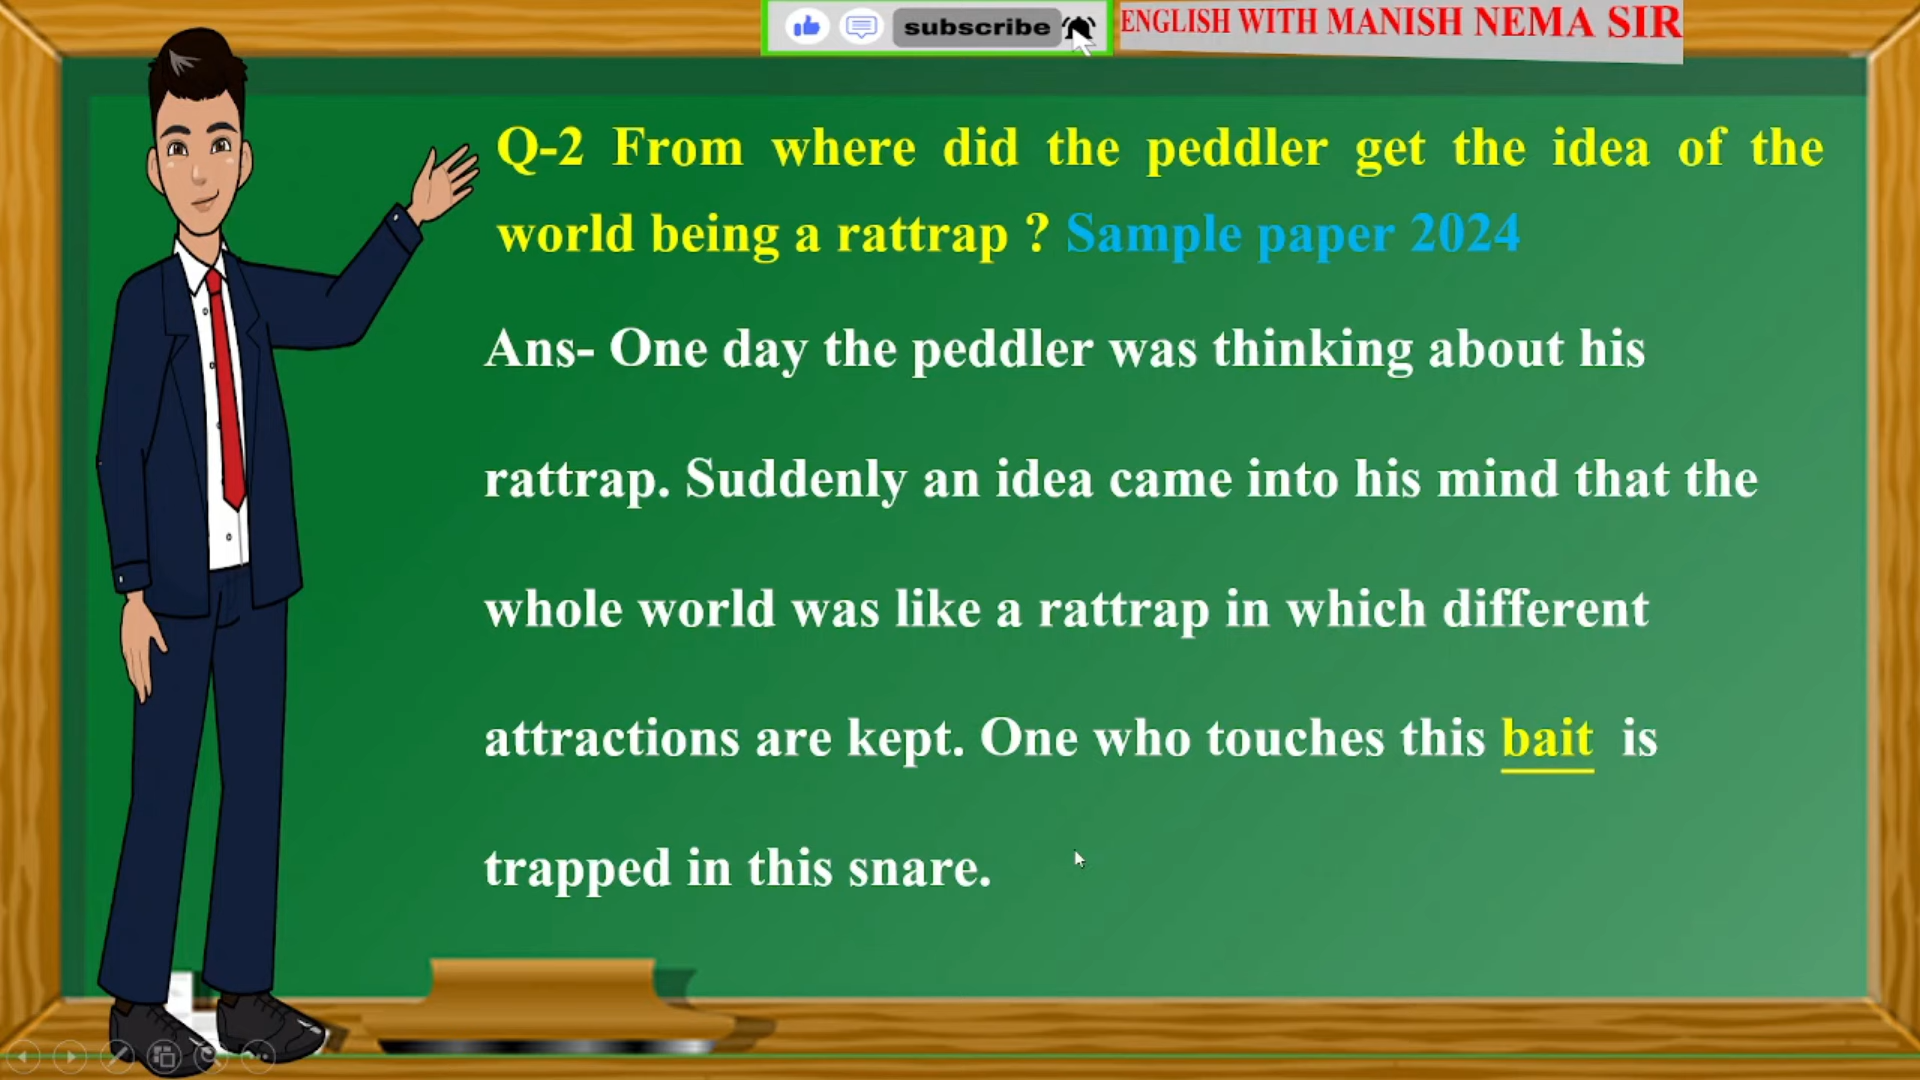 subscribe
ENGLISH WITH MANISH NEMA SIR
Q-2 From where did the peddler get the idea of the
world being a rattrap ? Sample paper 2024
Ans- One day the peddler was thinking about his
rattrap. Suddenly an idea came into his mind that the
whole world was like a rattrap in which different
attractions are kept. One who touches this bait is
trapped in this snare.